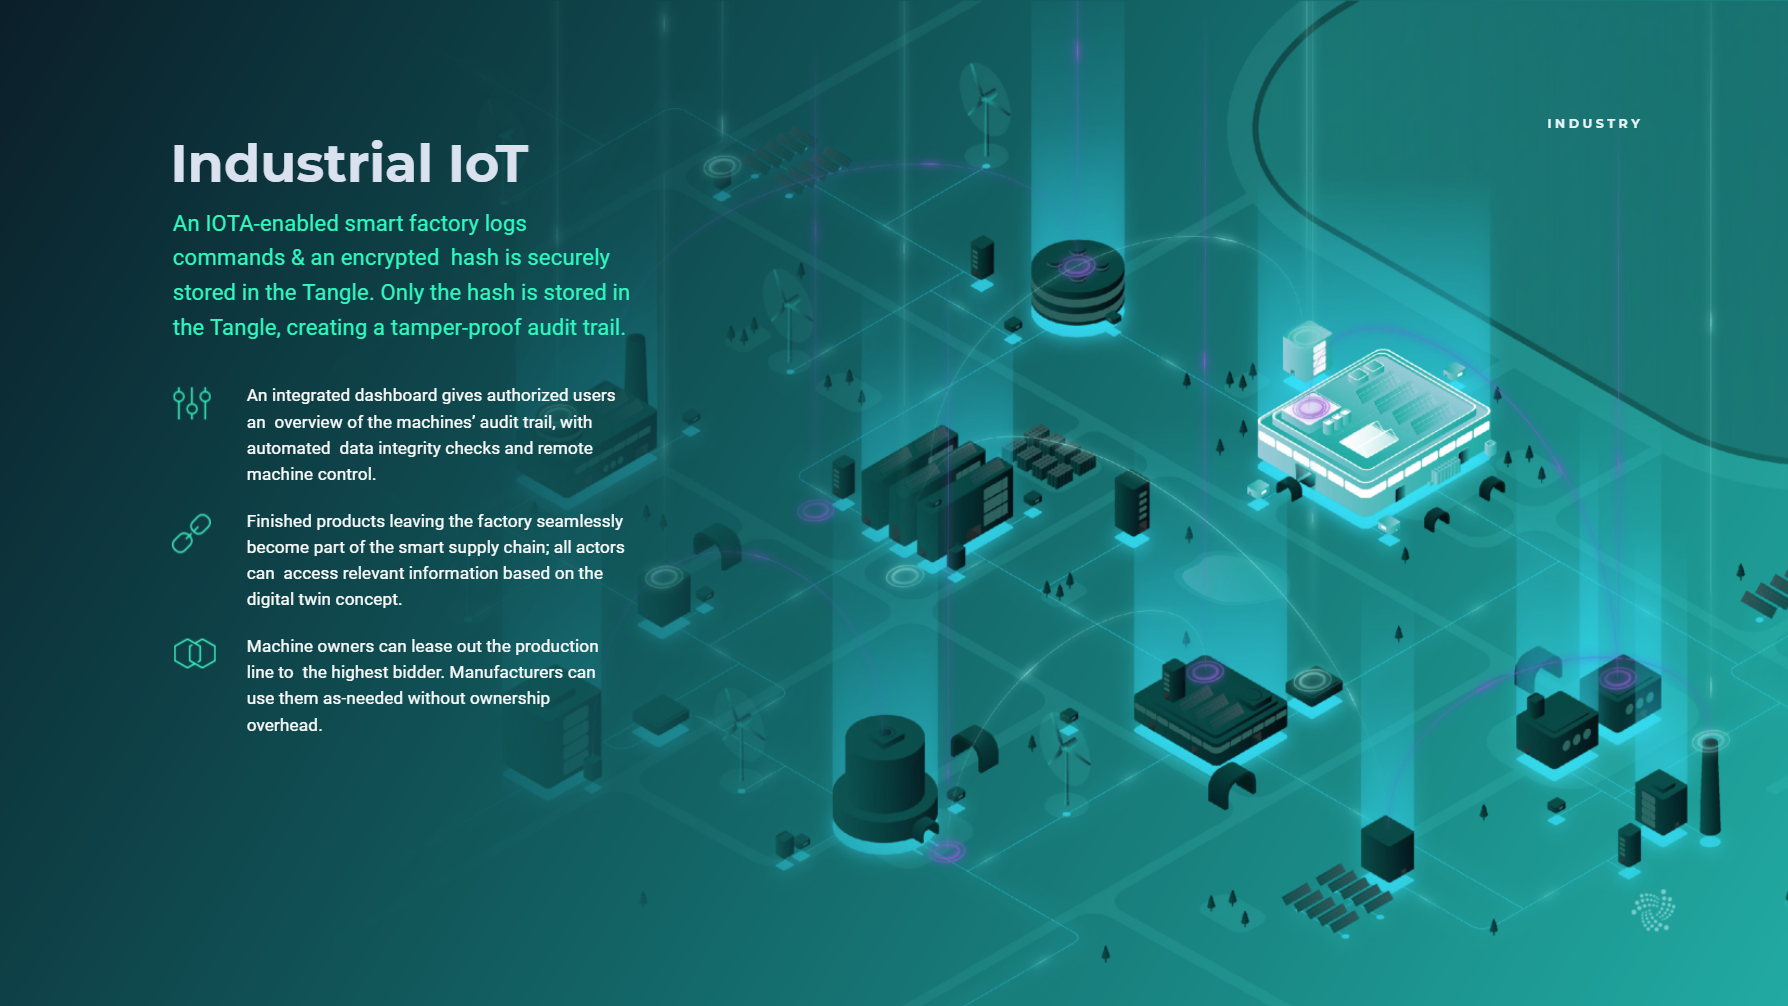 INDUSTRY
Industrial IoT
An IOTA-enabled smart factory logs
commands & an encrypted  hash is securely
stored in the Tangle. Only the hash is stored in
the Tangle, creating a tamper-proof audit trail.
An integrated dashboard gives authorized users
an  overview of the machines’ audit trail, with
automated  data integrity checks and remote
machine control.
Finished products leaving the factory seamlessly
become part of the smart supply chain; all actors
can  access relevant information based on the
digital twin concept.
Machine owners can lease out the production
line to  the highest bidder. Manufacturers can
use them as-needed without ownership
overhead.